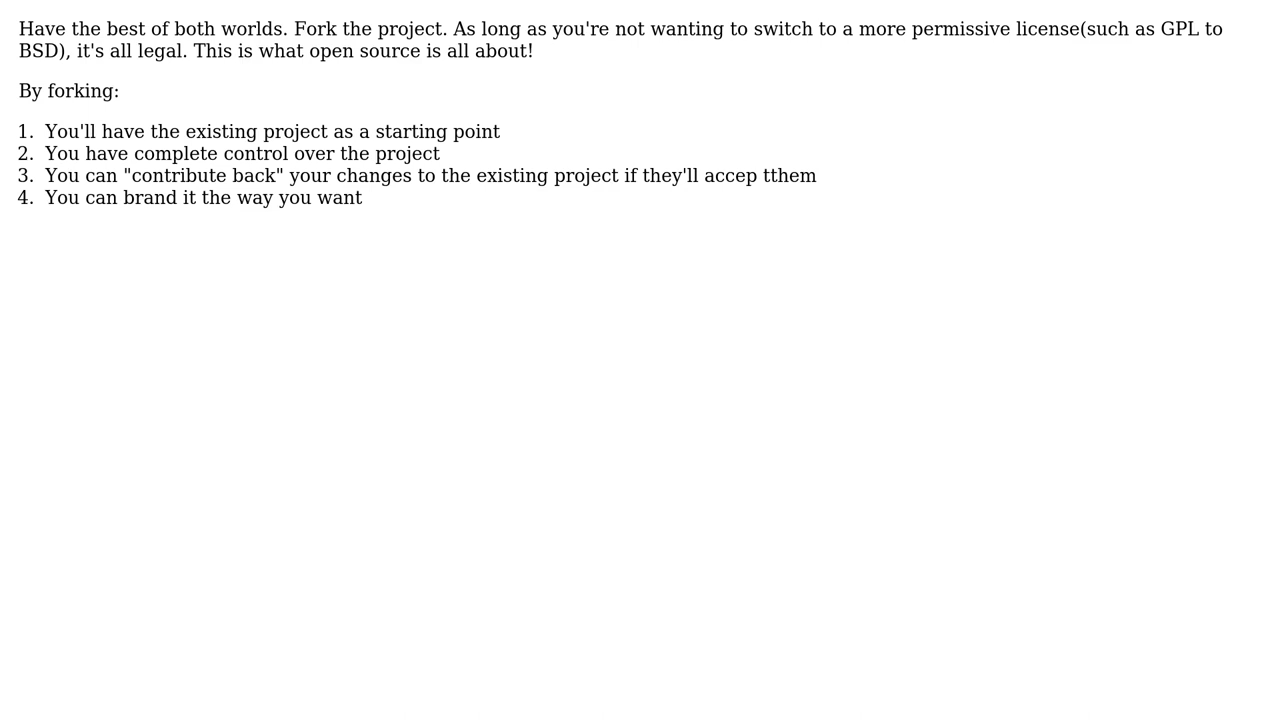 Have the best of both worlds. Fork the project. As long as you're not wanting to switch to a more permissive license(such as GPL to
BSD), it's all legal. This is what open source is all about!
By forking:
1. You'll have the existing project as a starting point
2. You have complete control over the project
3. You can "contribute back" your changes to the existing project if they'll accep tthem
4. You can brand it the way you want